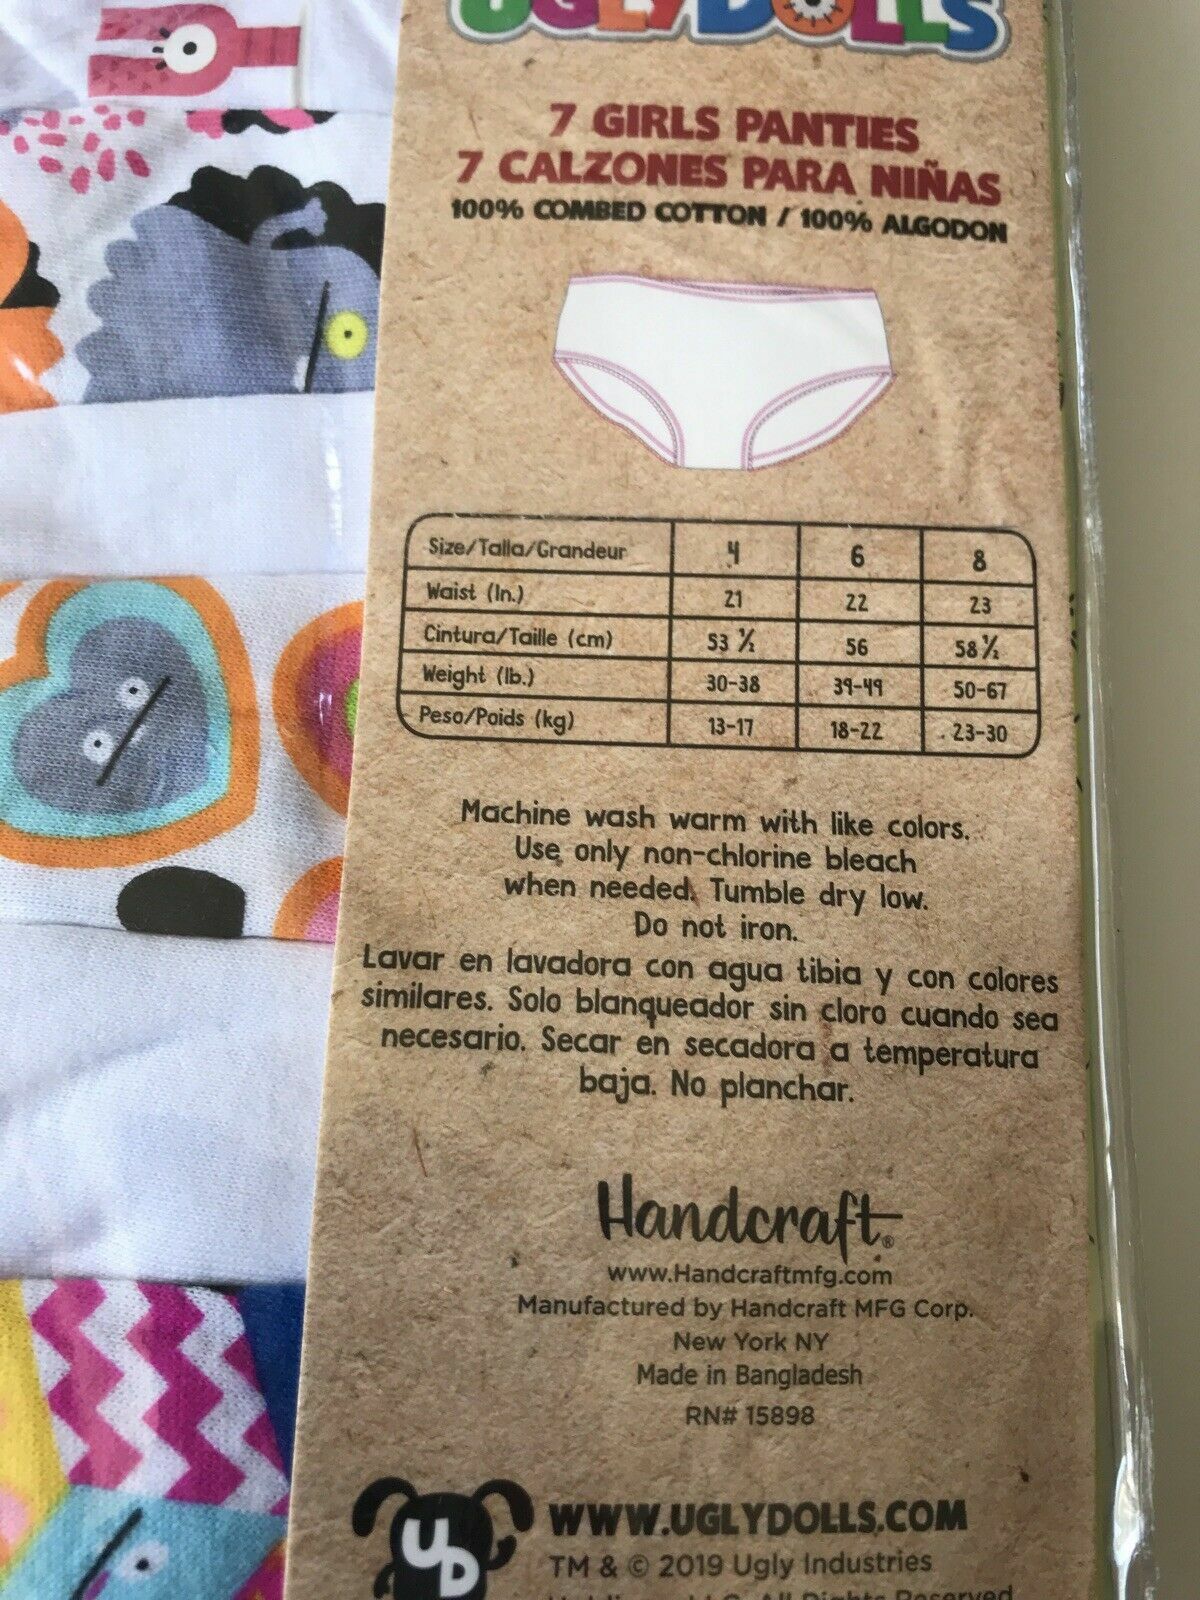 UGLYDOLLS
7 GIRLS PANTIES
7 CALZONES PARA NIÑAS
100% COMBED COTTON / 100% ALGODON
Size/Talla/Grandeur 4 6 8
Waist (In.) 21 22 23
Cintura/Taille (cm) 53 ½ 56 58 ½
Weight (lb.) 30-38 39-49 50-67
Peso/Poids (kg) 13-17 18-22 23-30
Machine wash warm with like colors.
Use only non-chlorine bleach
when needed. Tumble dry low.
Do not iron.
Lavar en lavadora con agua tibia y con colores
similares. Solo blanqueador sin cloro cuando sea
necesario. Secar en secadora a temperatura
baja. No planchar.
Handcraft®
www.Handcraftmfg.com
Manufactured by Handcraft MFG Corp.
New York NY
Made in Bangladesh
RN# 15898
UD
WWW.UGLYDOLLS.COM
TM & © 2019 Ugly Industries
Holdings LLC. All Rights Reserved